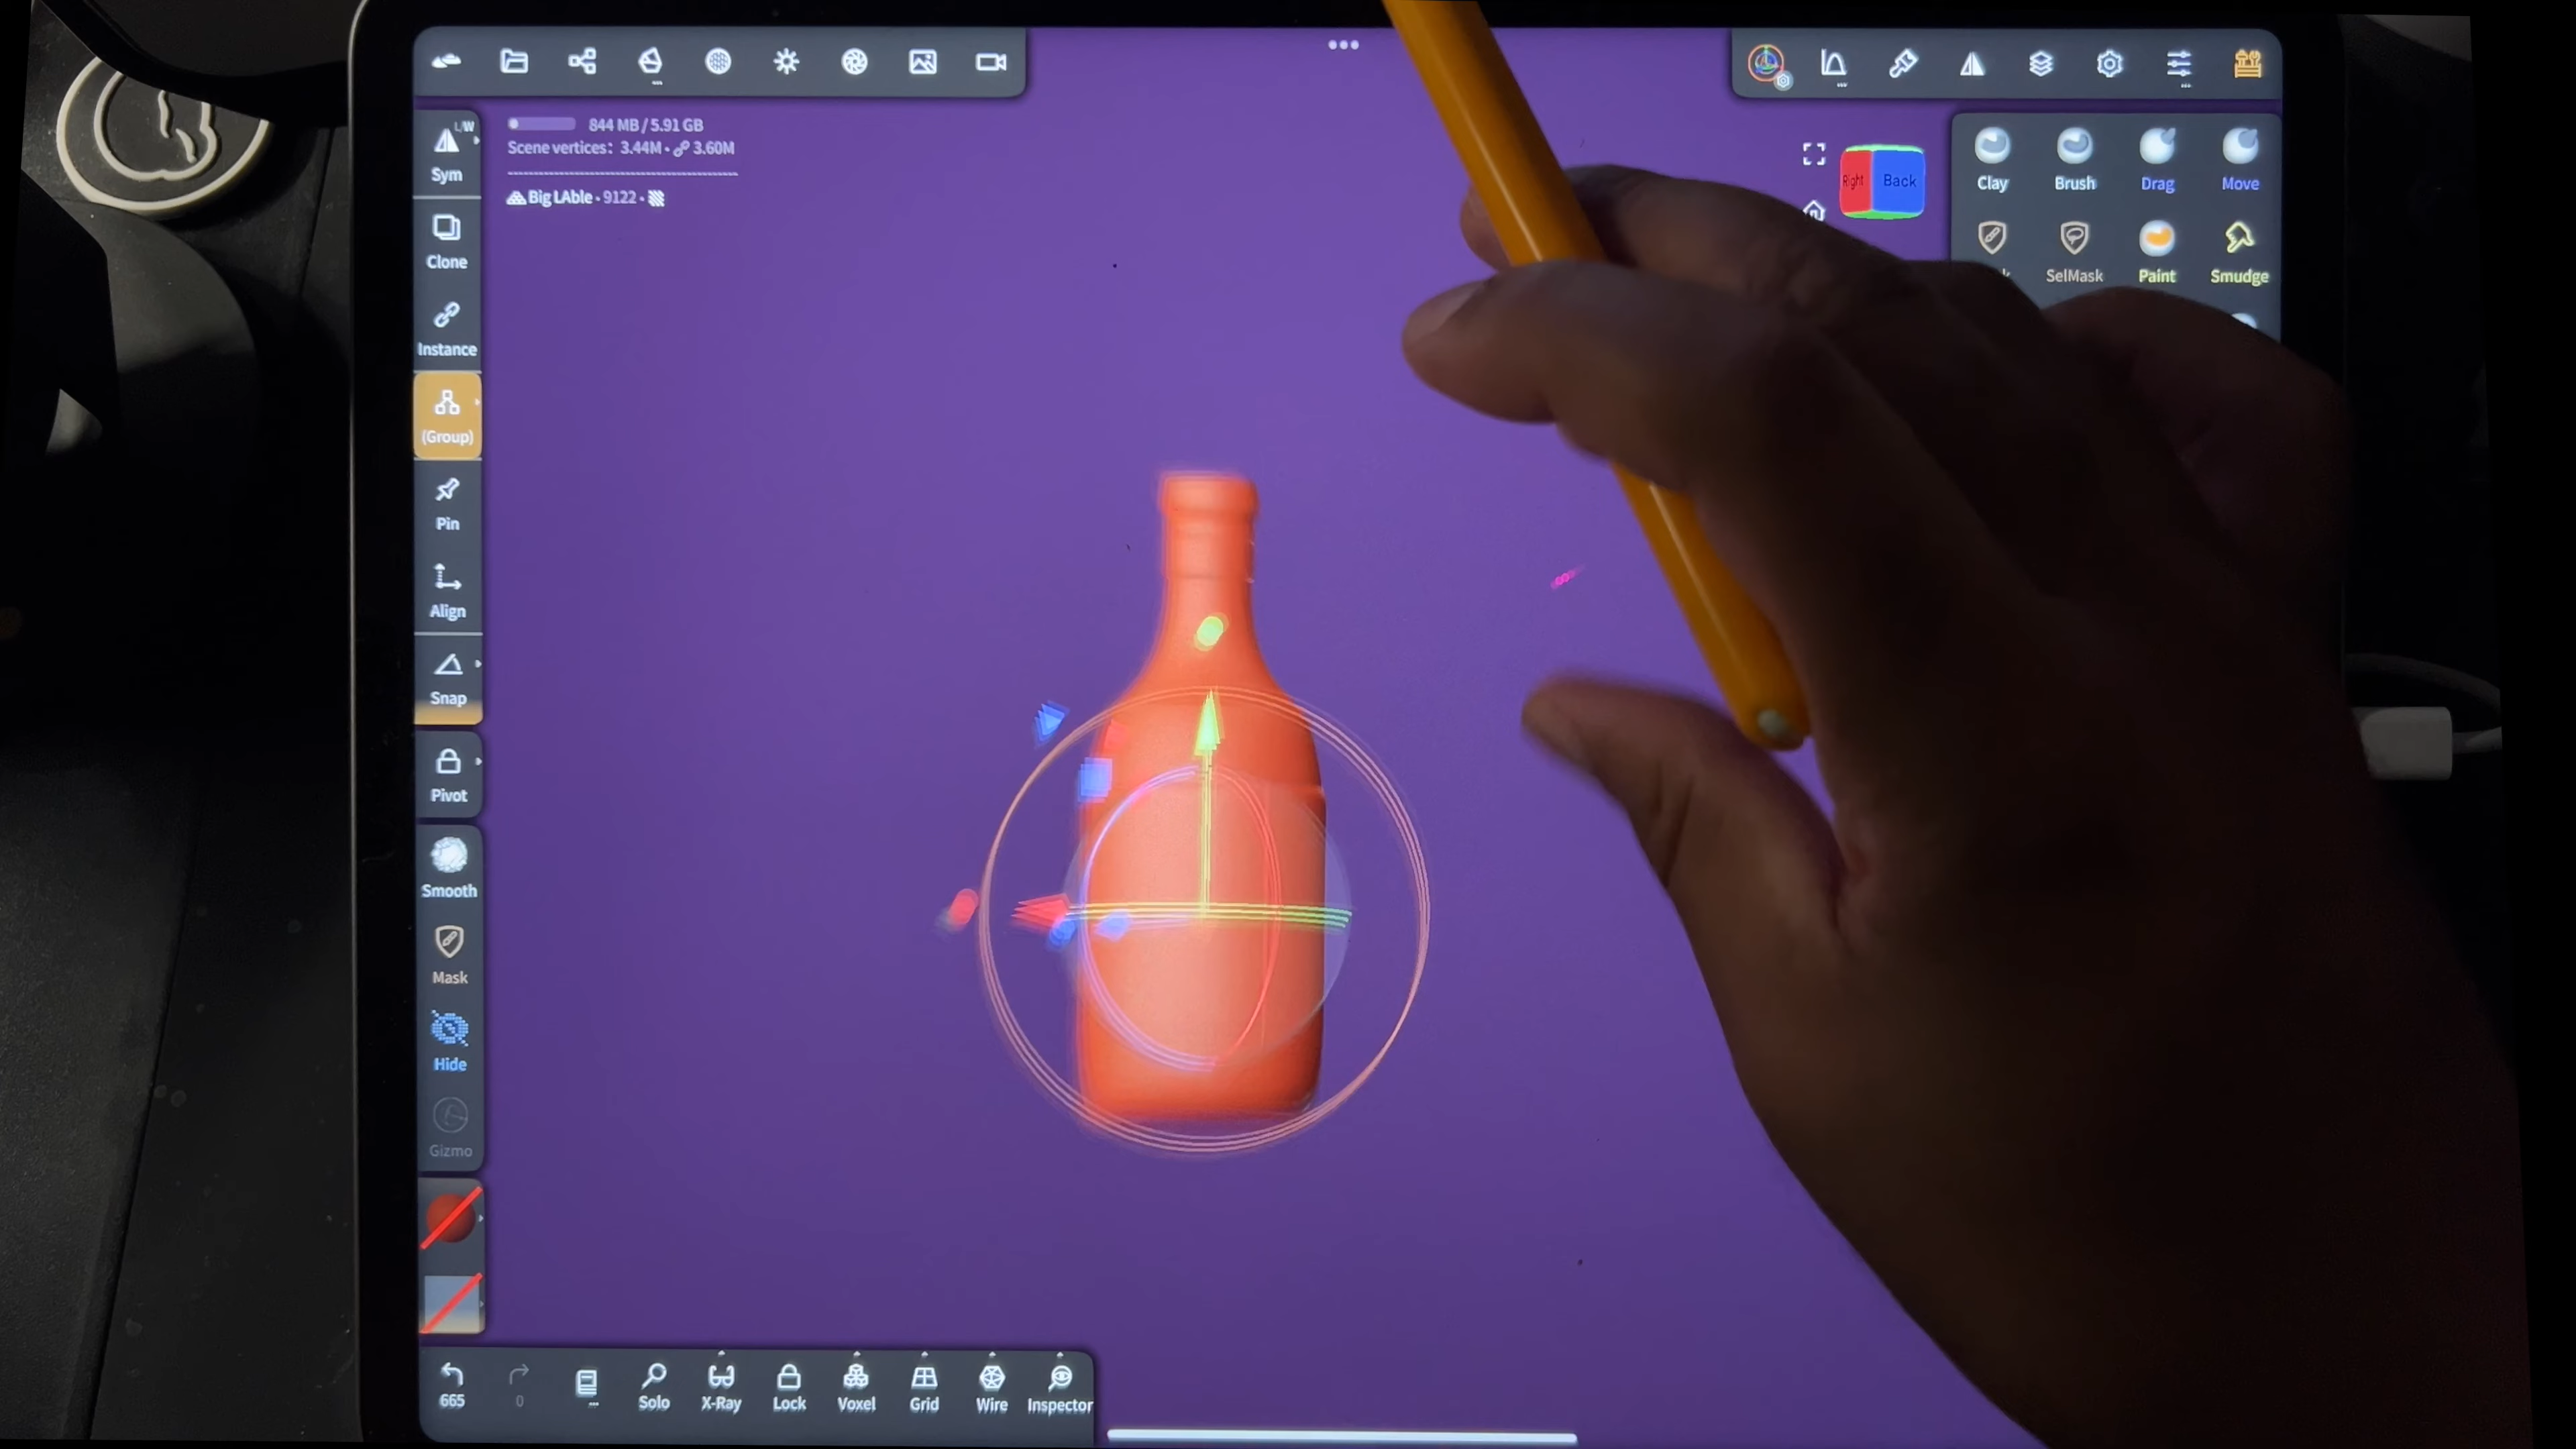 844 MB / 5.91 GB
Scene vertices: 3.44M • 3.60M
Big LAble • 9122 •
L/W
Sym
Clone
Instance
(Group)
Pin
Align
Snap
Pivot
Smooth
Mask
Hide
Gizmo
Right
Back
Clay
Brush
Drag
Move
SelMask
Paint
Smudge
665
0
Solo
X-Ray
Lock
Voxel
Grid
Wire
Inspector